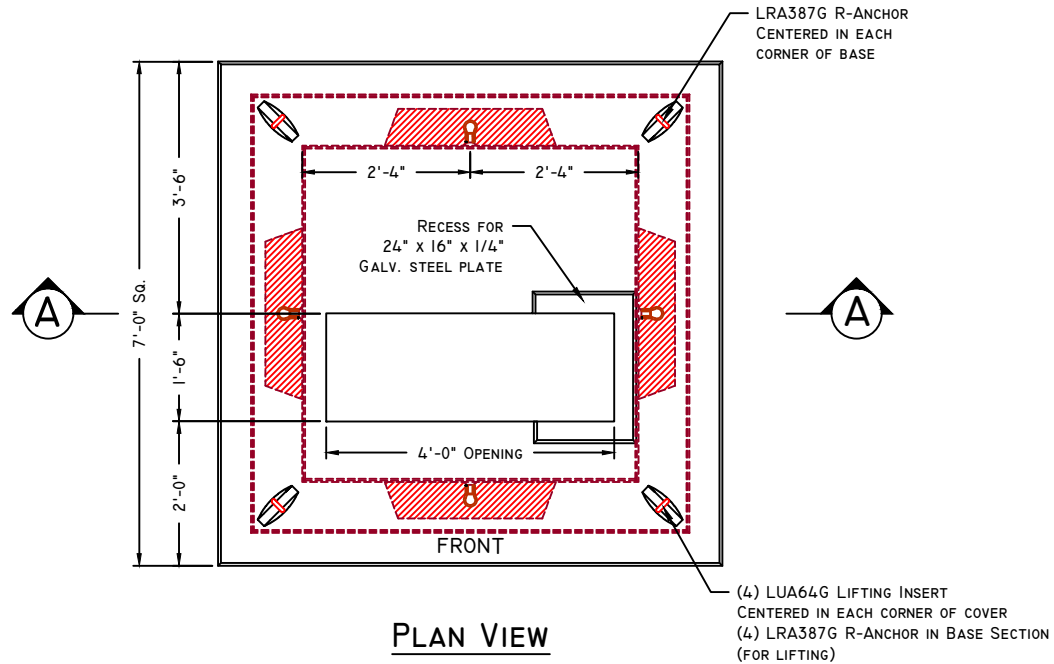 LRA387G R-Anchor
Centered in each
corner of base
2'-4"
2'-4"
3'-6"
Recess for
24" x 16" x 1/4"
Galv. steel plate
A
A
7'-0" Sq.
1'-6"
4'-0" Opening
2'-0"
FRONT
(4) LUA64G Lifting Insert
Centered in each corner of cover
(4) LRA387G R-Anchor in Base Section
(for lifting)
Plan View